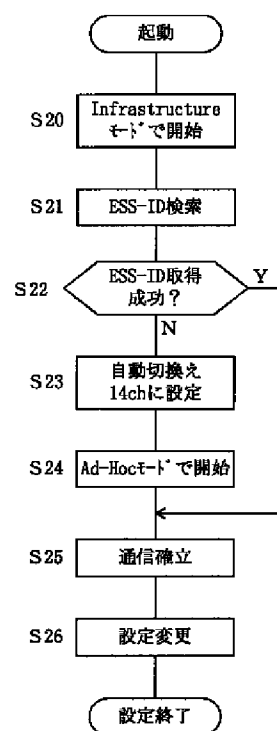 起動
S20
Infrastructure
ﾓｰﾄﾞで開始
S21
ESS-ID検索
S22
ESS-ID取得
成功？
Y
N
S23
自動切換え
14chに設定
S24
Ad-Hocﾓｰﾄﾞで開始
S25
通信確立
S26
設定変更
設定終了